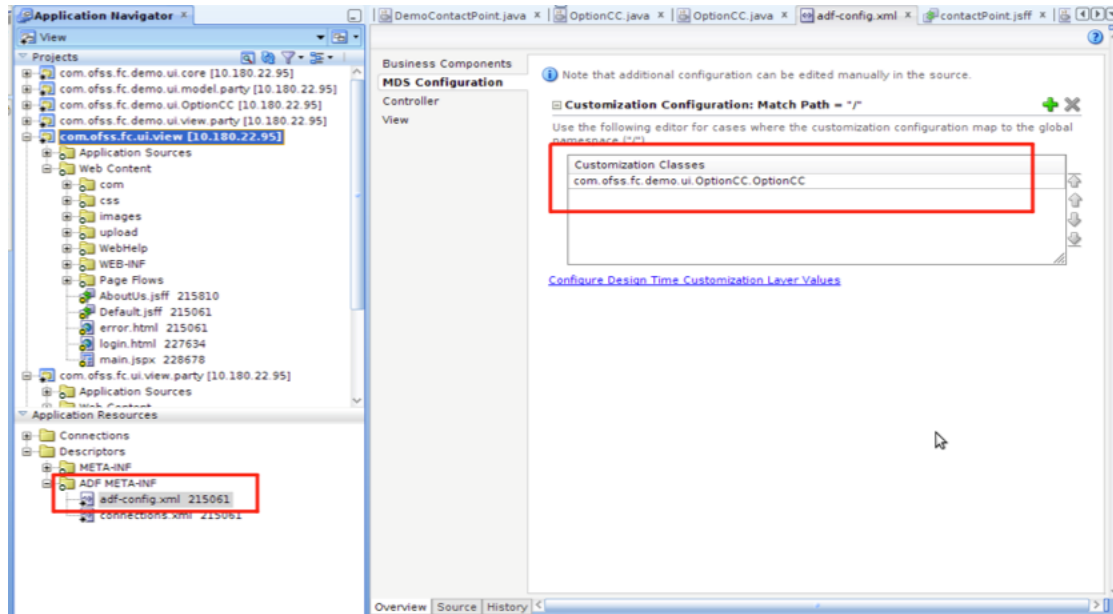 Application Navigator
View
Projects
com.ofss.fc.demo.ui.core [10.180.22.95]
com.ofss.fc.demo.ui.model.party [10.180.22.95]
com.ofss.fc.demo.ui.OptionCC [10.180.22.95]
com.ofss.fc.demo.ui.view.party [10.180.22.95]
com.ofss.fc.ui.view [10.180.22.95]
Application Sources
Web Content
com
css
images
upload
WebHelp
WEB-INF
Page Flows
AboutUs.jsff 215810
Default.jsff 215061
error.html 215061
login.html 227634
main.jspx 228678
com.ofss.fc.ui.view.party [10.180.22.95]
Application Sources
Web Content
Application Resources
Connections
Descriptors
META-INF
ADF META-INF
adf-config.xml 215061
connections.xml 215061
DemoContactPoint.java
OptionCC.java
OptionCC.java
adf-config.xml
contactPoint.jsff
Business Components
MDS Configuration
Controller
View
Note that additional configuration can be edited manually in the source.
Customization Configuration: Match Path = "/"
Use the following editor for cases where the customization configuration map to the global
namespace ("/")
Customization Classes
com.ofss.fc.demo.ui.OptionCC.OptionCC
Configure Design Time Customization Layer Values
Overview Source History